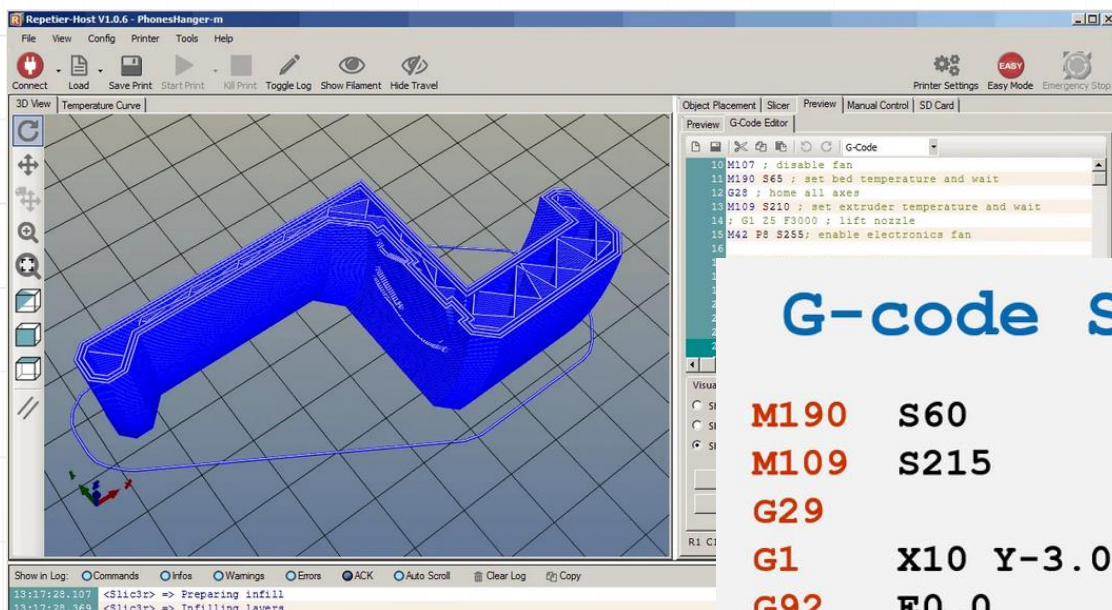 Repetier-Host V1.0.6 - PhonesHanger-m
File View Config Printer Tools Help
Connect Load Save Print Start Print Kill Print Toggle Log Show Filament Hide Travel Printer Settings Easy Mode Emergency Stop
EASY
3D View Temperature Curve
Object Placement Slicer Preview Manual Control SD Card
Preview G-Code Editor
G-Code
10 M107 ; disable fan
11 M190 S65 ; set bed temperature and wait
12 G28 ; home all axes
13 M109 S210 ; set extruder temperature and wait
14 ; G1 Z5 F3000 ; lift nozzle
15 M42 P8 S255; enable electronics fan
16
Visua
R1 C1
G-code S
M190 S60
M109 S215
G29
G1 X10 Y-3.0
G92 E0.0
Show in Log: Commands Infos Warnings Errors ACK Auto Scroll Clear Log Copy
13:17:28.107 <Slic3r> => Preparing infill
13:17:28.369 <Slic3r> => Infilling layers